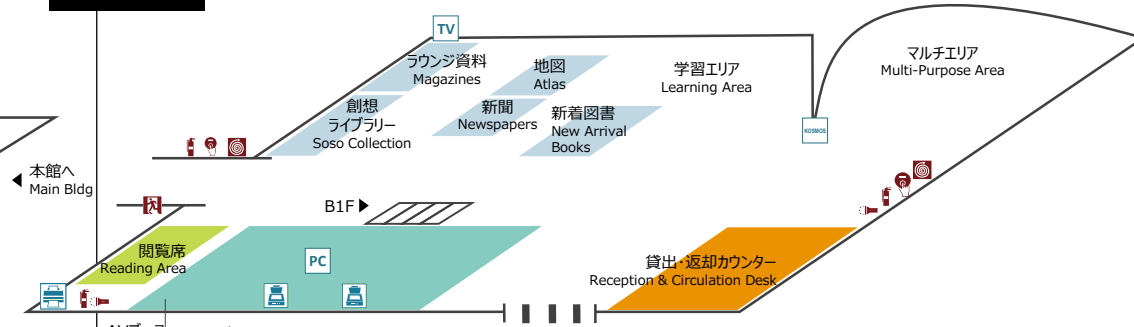 TV
ラウンジ資料
Magazines
地図
Atlas
学習エリア
Learning Area
マルチエリア
Multi-Purpose Area
創想
ライブラリー
Soso Collection
新聞
Newspapers
新着図書
New Arrival
Books
KOSMOS
本館へ
Main Bldg
B1F
閲覧席
Reading Area
PC
貸出・返却カウンター
Reception & Circulation Desk